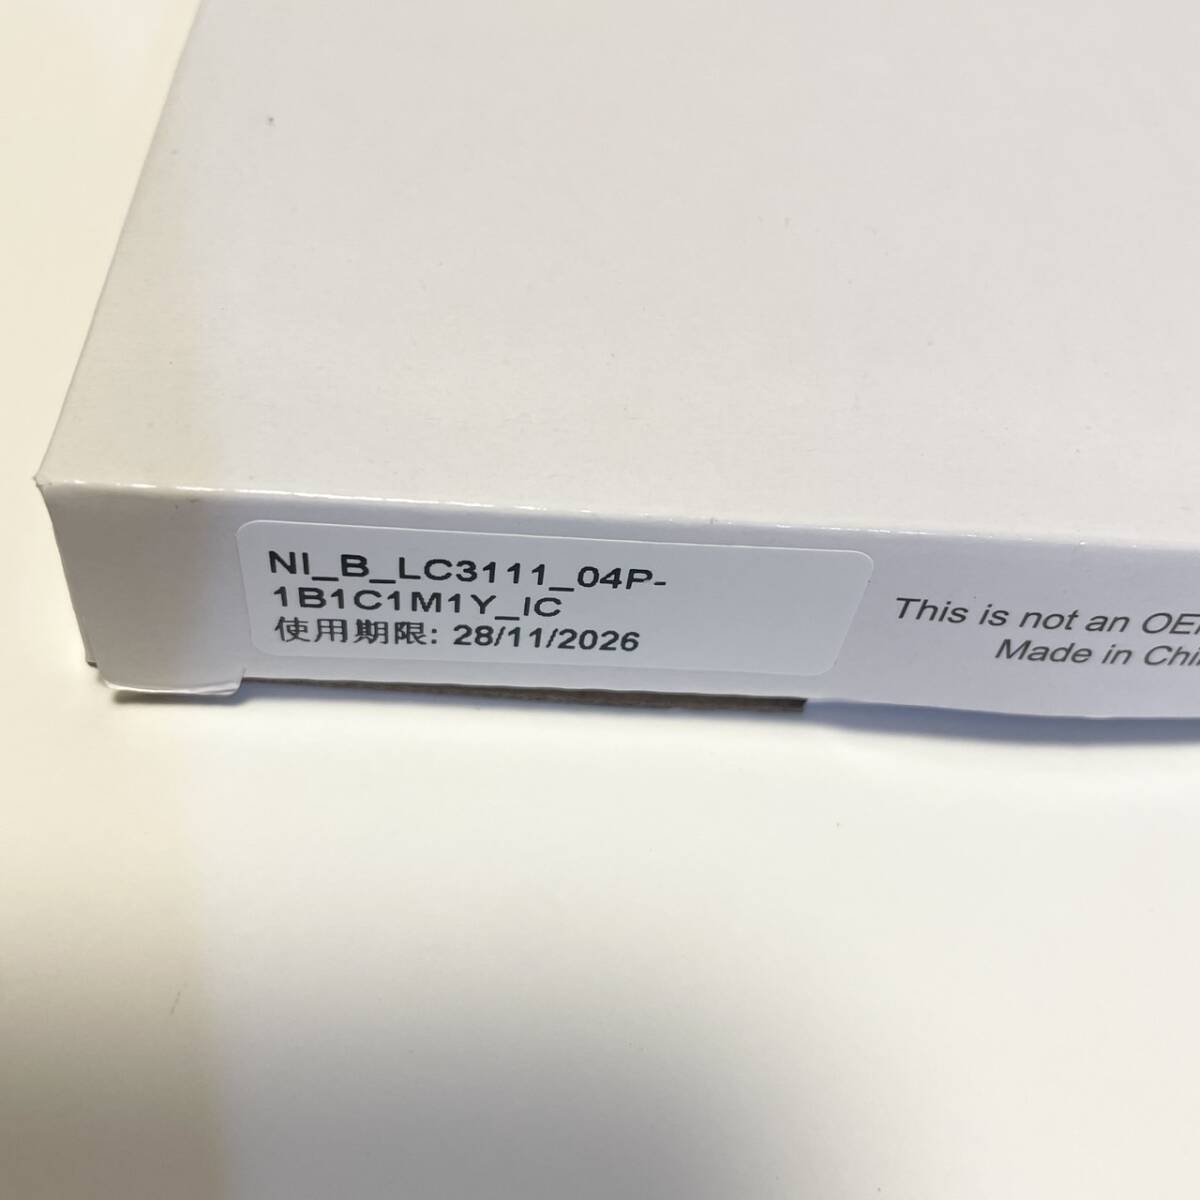 NI_B_LC3111_04P-
1B1C1M1Y_IC
使用期限: 28/11/2026
This is not an
Made in